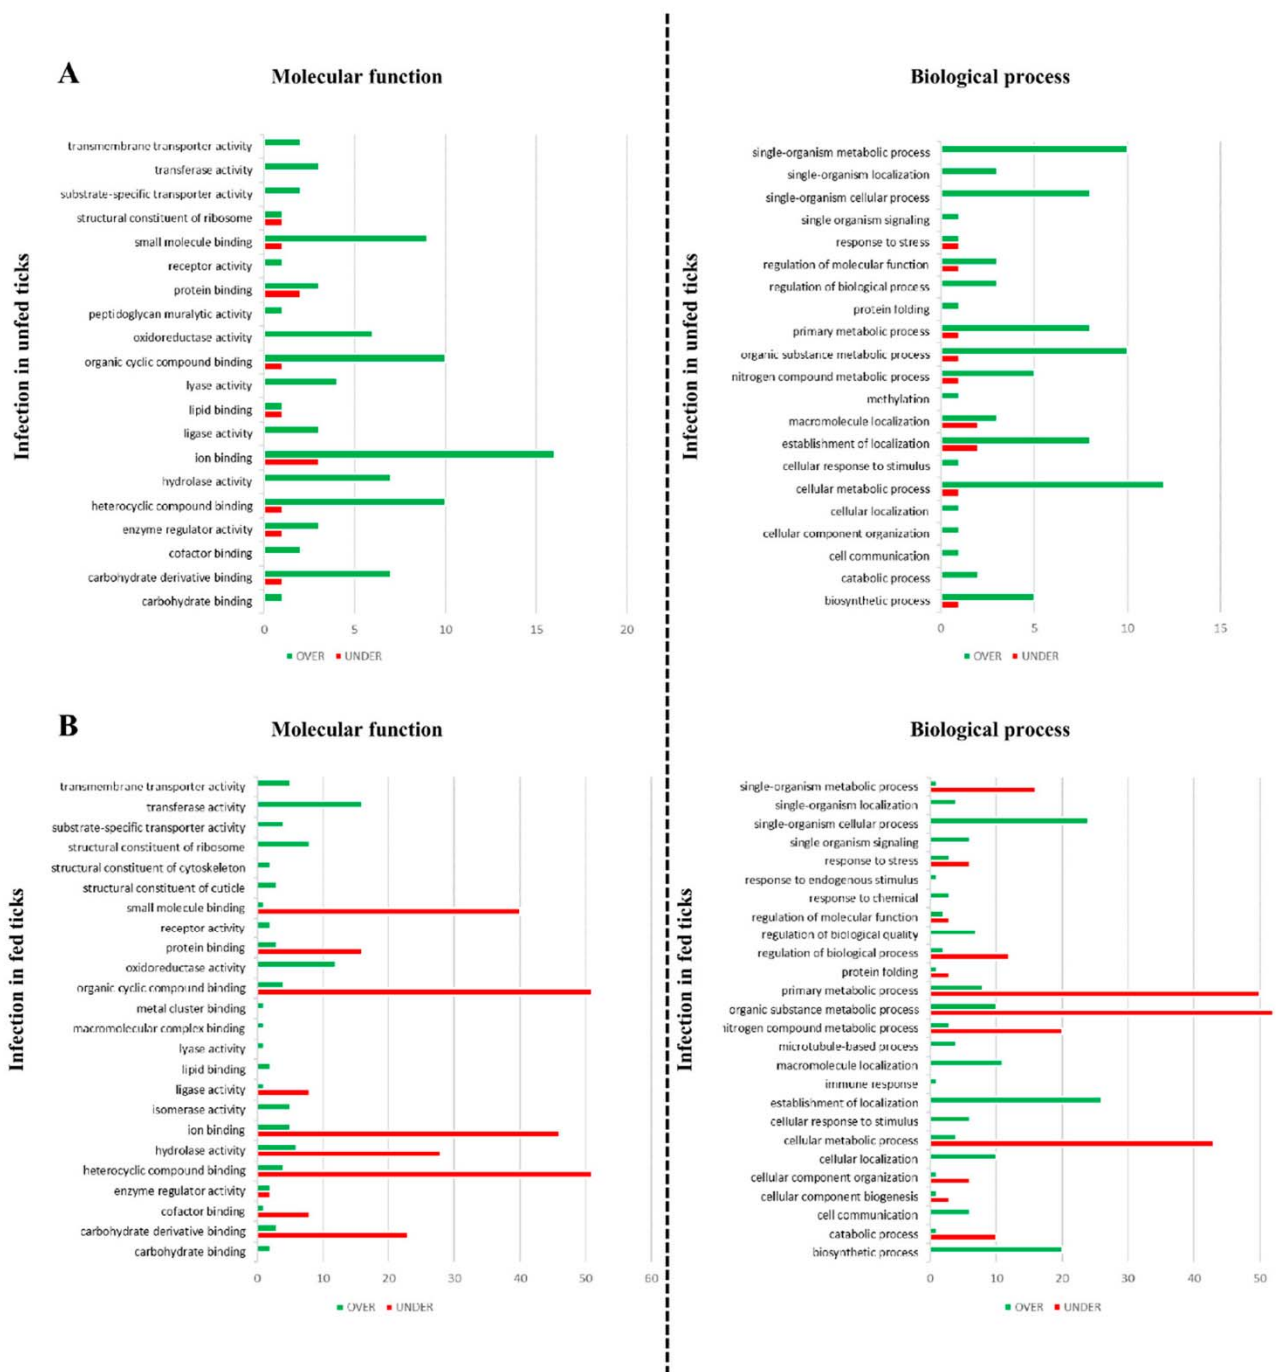 A
Molecular function
Biological process
Infection in unfed ticks
transmembrane transporter activity
transferase activity
substrate-specific transporter activity
structural constituent of ribosome
small molecule binding
receptor activity
protein binding
peptidoglycan muralytic activity
oxidoreductase activity
organic cyclic compound binding
lyase activity
lipid binding
ligase activity
ion binding
hydrolase activity
heterocyclic compound binding
enzyme regulator activity
cofactor binding
carbohydrate derivative binding
carbohydrate binding
0 5 10 15 20
OVER UNDER
Infection in unfed ticks
single-organism metabolic process
single-organism localization
single-organism cellular process
single organism signaling
response to stress
regulation of molecular function
regulation of biological process
protein folding
primary metabolic process
organic substance metabolic process
nitrogen compound metabolic process
methylation
macromolecule localization
establishment of localization
cellular response to stimulus
cellular metabolic process
cellular localization
cellular component organization
cell communication
catabolic process
biosynthetic process
0 5 10 15
OVER UNDER
B
Molecular function
Biological process
Infection in fed ticks
transmembrane transporter activity
transferase activity
substrate-specific transporter activity
structural constituent of ribosome
structural constituent of cytoskeleton
structural constituent of cuticle
small molecule binding
receptor activity
protein binding
oxidoreductase activity
organic cyclic compound binding
metal cluster binding
macromolecular complex binding
lyase activity
lipid binding
ligase activity
isomerase activity
ion binding
hydrolase activity
heterocyclic compound binding
enzyme regulator activity
cofactor binding
carbohydrate derivative binding
carbohydrate binding
0 10 20 30 40 50 60
OVER UNDER
Infection in fed ticks
single-organism metabolic process
single-organism localization
single-organism cellular process
single organism signaling
response to stress
response to endogenous stimulus
response to chemical
regulation of molecular function
regulation of biological quality
regulation of biological process
protein folding
primary metabolic process
organic substance metabolic process
nitrogen compound metabolic process
microtubule-based process
macromolecule localization
immune response
establishment of localization
cellular response to stimulus
cellular metabolic process
cellular localization
cellular component organization
cellular component biogenesis
cell communication
catabolic process
biosynthetic process
0 10 20 30 40 50
OVER UNDER